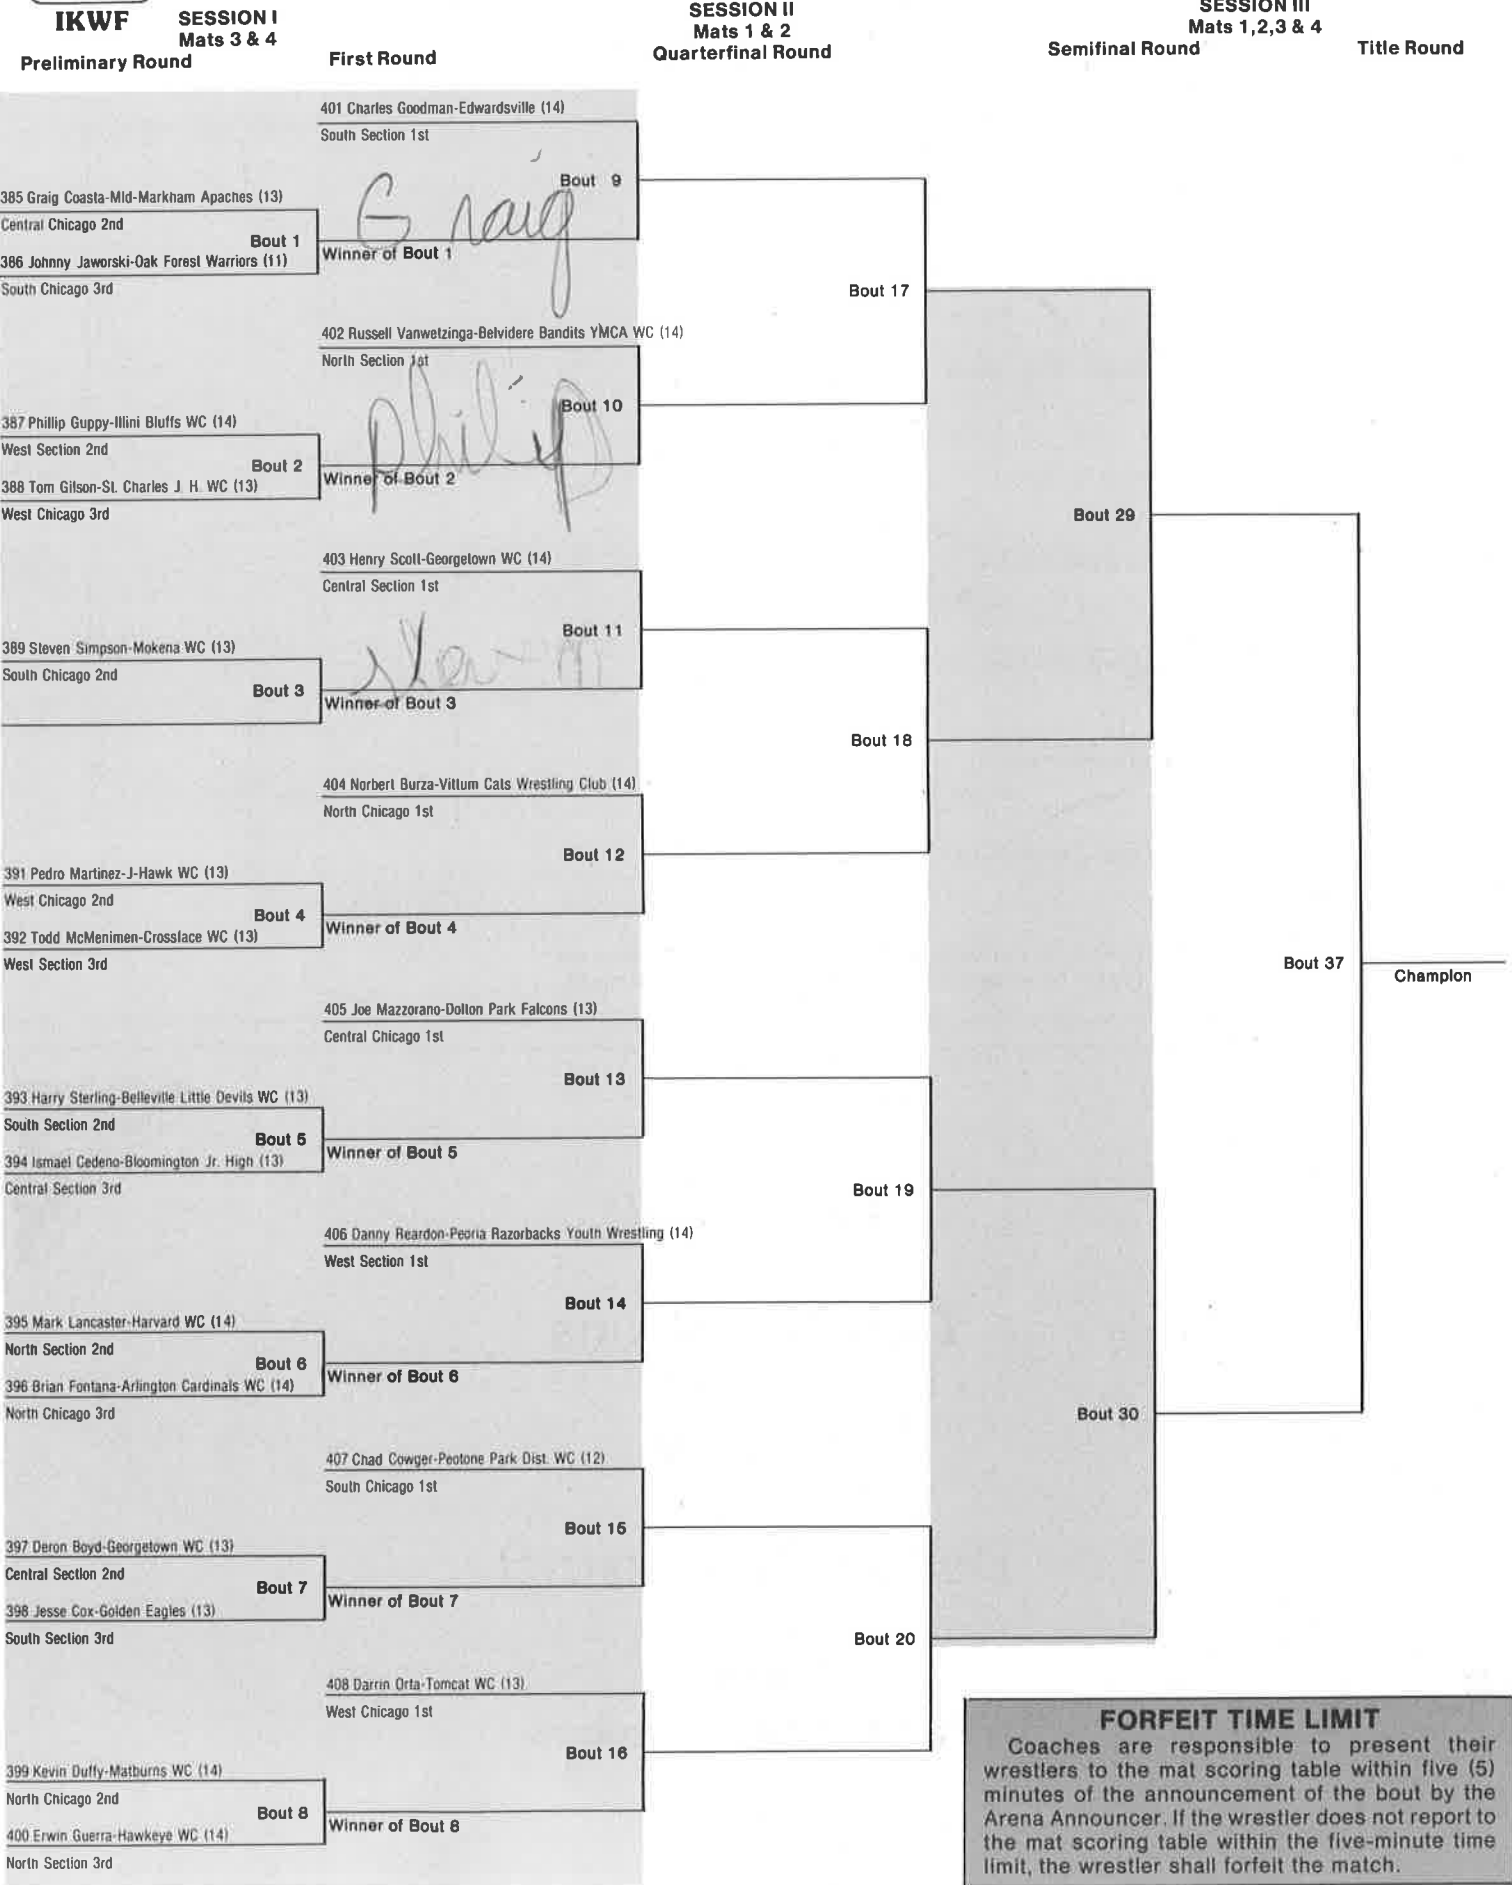 IKWF
SESSION I
Mats 3 & 4
Preliminary Round
First Round
SESSION II
Mats 1 & 2
Quarterfinal Round
SESSION III
Mats 1,2,3 & 4
Semifinal Round
Title Round
401 Charles Goodman-Edwardsville (14)
South Section 1st
Bout 9
385 Graig Coasta-Mid-Markham Apaches (13)
Central Chicago 2nd
Bout 1
Graig
Winner of Bout 1
386 Johnny Jaworski-Oak Forest Warriors (11)
South Chicago 3rd
Bout 17
402 Russell Vanwetzinga-Belvidere Bandits YMCA WC (14)
North Section 1st
Bout 10
387 Phillip Guppy-Illini Bluffs WC (14)
West Section 2nd
Bout 2
Philip
Winner of Bout 2
388 Tom Gilson-St. Charles J. H. WC (13)
West Chicago 3rd
Bout 29
403 Henry Scott-Georgetown WC (14)
Central Section 1st
Bout 11
389 Steven Simpson-Mokena WC (13)
South Chicago 2nd
Bout 3
Winner of Bout 3
Bout 18
404 Norbert Burza-Vittum Cats Wrestling Club (14)
North Chicago 1st
Bout 12
391 Pedro Martinez-J-Hawk WC (13)
West Chicago 2nd
Bout 4
Winner of Bout 4
392 Todd McMenimen-Crossface WC (13)
West Section 3rd
Bout 37
Champion
405 Joe Mazzorano-Dolton Park Falcons (13)
Central Chicago 1st
Bout 13
393 Harry Sterling-Belleville Little Devils WC (13)
South Section 2nd
Bout 5
Winner of Bout 5
394 Ismael Cedeno-Bloomington Jr. High (13)
Central Section 3rd
Bout 19
406 Danny Reardon-Peoria Razorbacks Youth Wrestling (14)
West Section 1st
Bout 14
395 Mark Lancaster-Harvard WC (14)
North Section 2nd
Bout 6
Winner of Bout 6
396 Brian Fontana-Arlington Cardinals WC (14)
North Chicago 3rd
Bout 30
407 Chad Cowger-Peotone Park Dist. WC (12)
South Chicago 1st
Bout 15
397 Deron Boyd-Georgetown WC (13)
Central Section 2nd
Bout 7
Winner of Bout 7
398 Jesse Cox-Golden Eagles (13)
South Section 3rd
Bout 20
408 Darrin Orta-Tomcat WC (13)
West Chicago 1st
Bout 16
399 Kevin Duffy-Matburns WC (14)
North Chicago 2nd
Bout 8
Winner of Bout 8
400 Erwin Guerra-Hawkeye WC (14)
North Section 3rd
FORFEIT TIME LIMIT
Coaches are responsible to present their
wrestlers to the mat scoring table within five (5)
minutes of the announcement of the bout by the
Arena Announcer. If the wrestler does not report to
the mat scoring table within the five-minute time
limit, the wrestler shall forfeit the match.